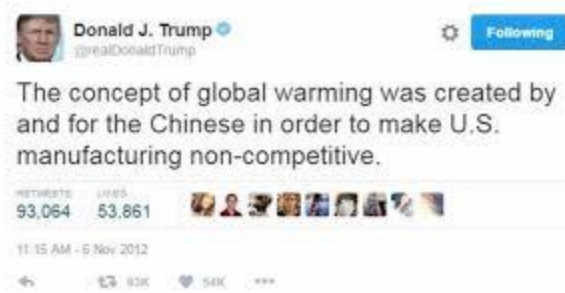 Donald J. Trump
@realDonaldTrump
Following
The concept of global warming was created by
and for the Chinese in order to make U.S.
manufacturing non-competitive.
RETWEETS LIKES
93,064 53,861
11:15 AM - 6 Nov 2012
93K 54K